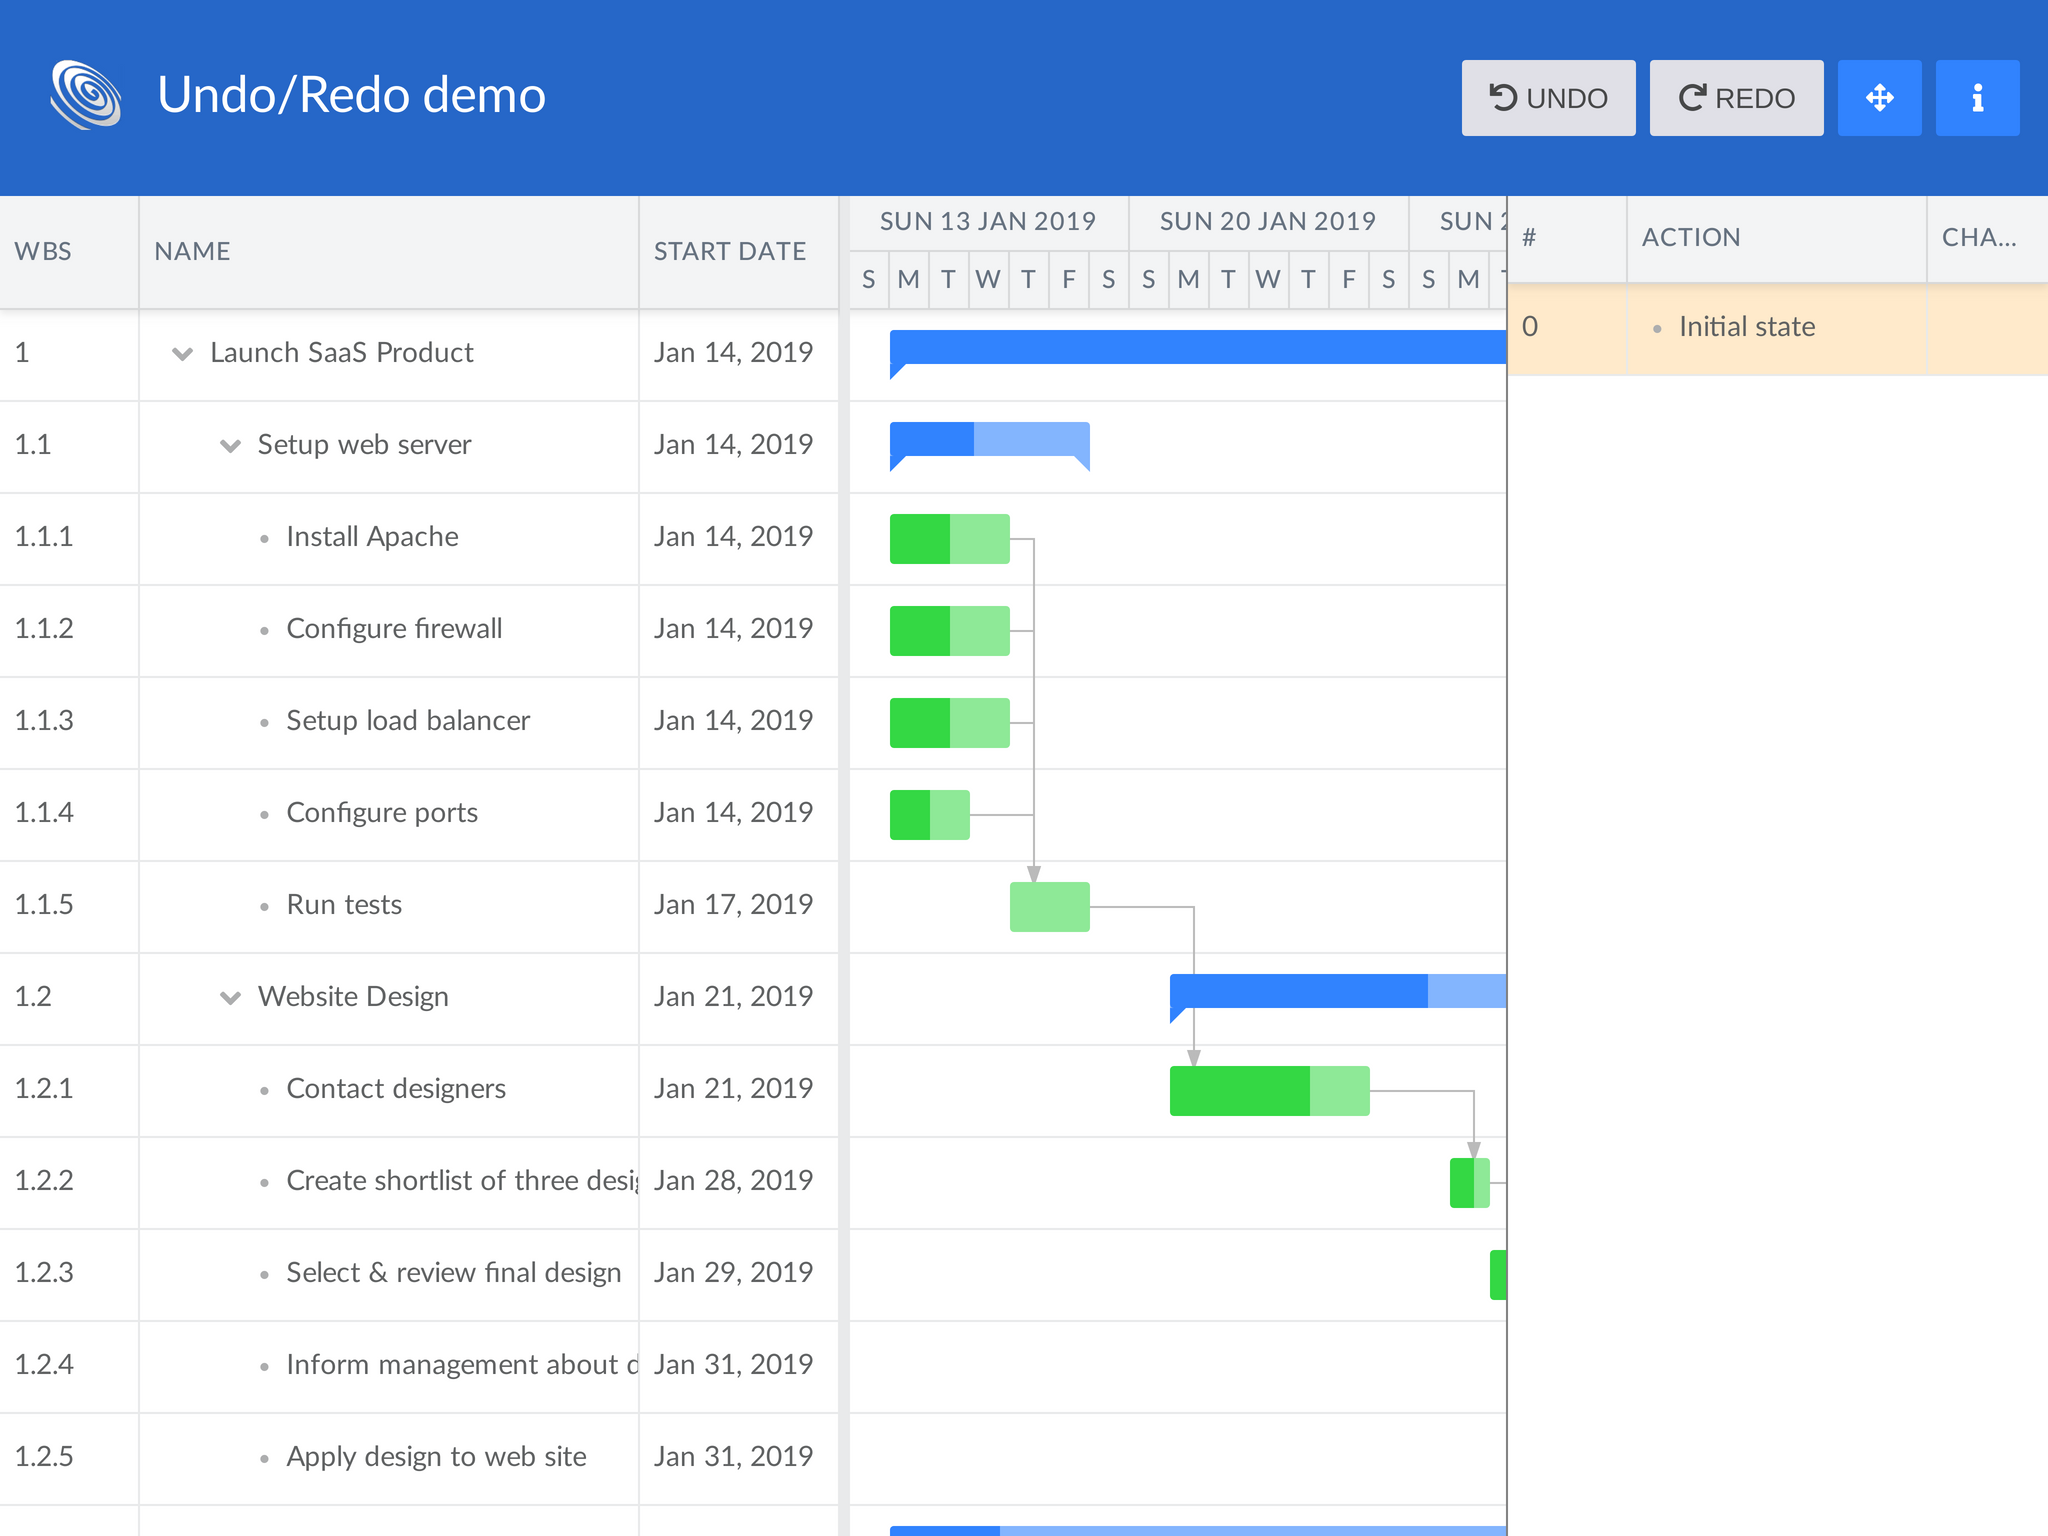 Undo/Redo demo
UNDO
REDO
WBS
NAME
START DATE
SUN 13 JAN 2019
SUN 20 JAN 2019
SUN 2
S M T W T F S S M T W T F S S M T
#
ACTION
CHA...
0
Initial state
1 Launch SaaS Product Jan 14, 2019
1.1 Setup web server Jan 14, 2019
1.1.1 Install Apache Jan 14, 2019
1.1.2 Configure firewall Jan 14, 2019
1.1.3 Setup load balancer Jan 14, 2019
1.1.4 Configure ports Jan 14, 2019
1.1.5 Run tests Jan 17, 2019
1.2 Website Design Jan 21, 2019
1.2.1 Contact designers Jan 21, 2019
1.2.2 Create shortlist of three desig Jan 28, 2019
1.2.3 Select & review final design Jan 29, 2019
1.2.4 Inform management about d Jan 31, 2019
1.2.5 Apply design to web site Jan 31, 2019